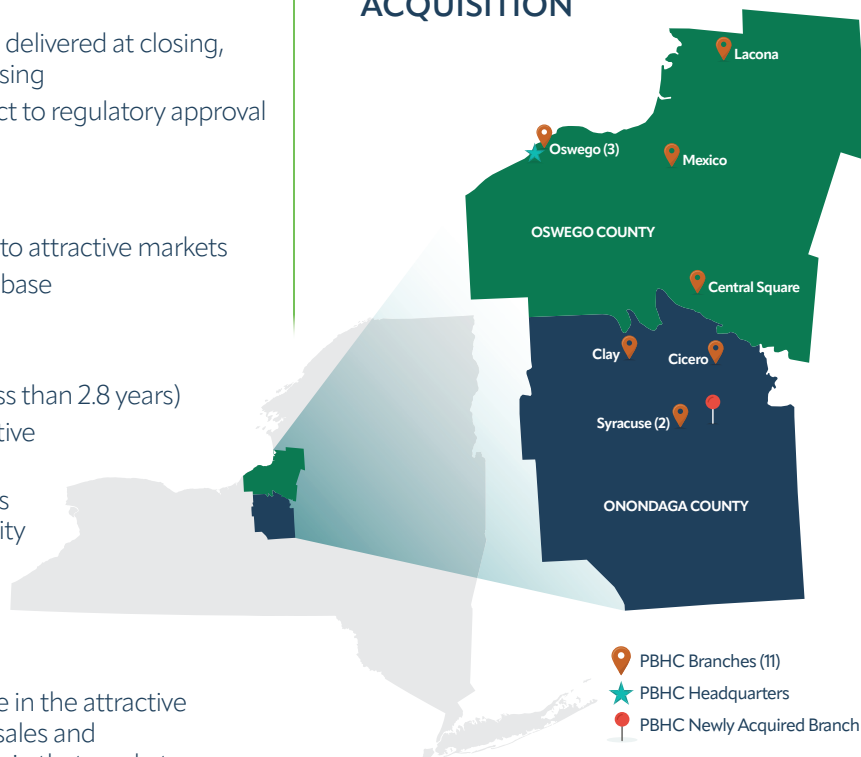 ACQUISITION
delivered at closing,
sing
ct to regulatory approval
to attractive markets
base
ss than 2.8 years)
tive
s
ity
e in the attractive
sales and
Lacona
Oswego (3)
Mexico
OSWEGO COUNTY
Central Square
Clay
Cicero
Syracuse (2)
ONONDAGA COUNTY
PBHC Branches (11)
PBHC Headquarters
PBHC Newly Acquired Branch